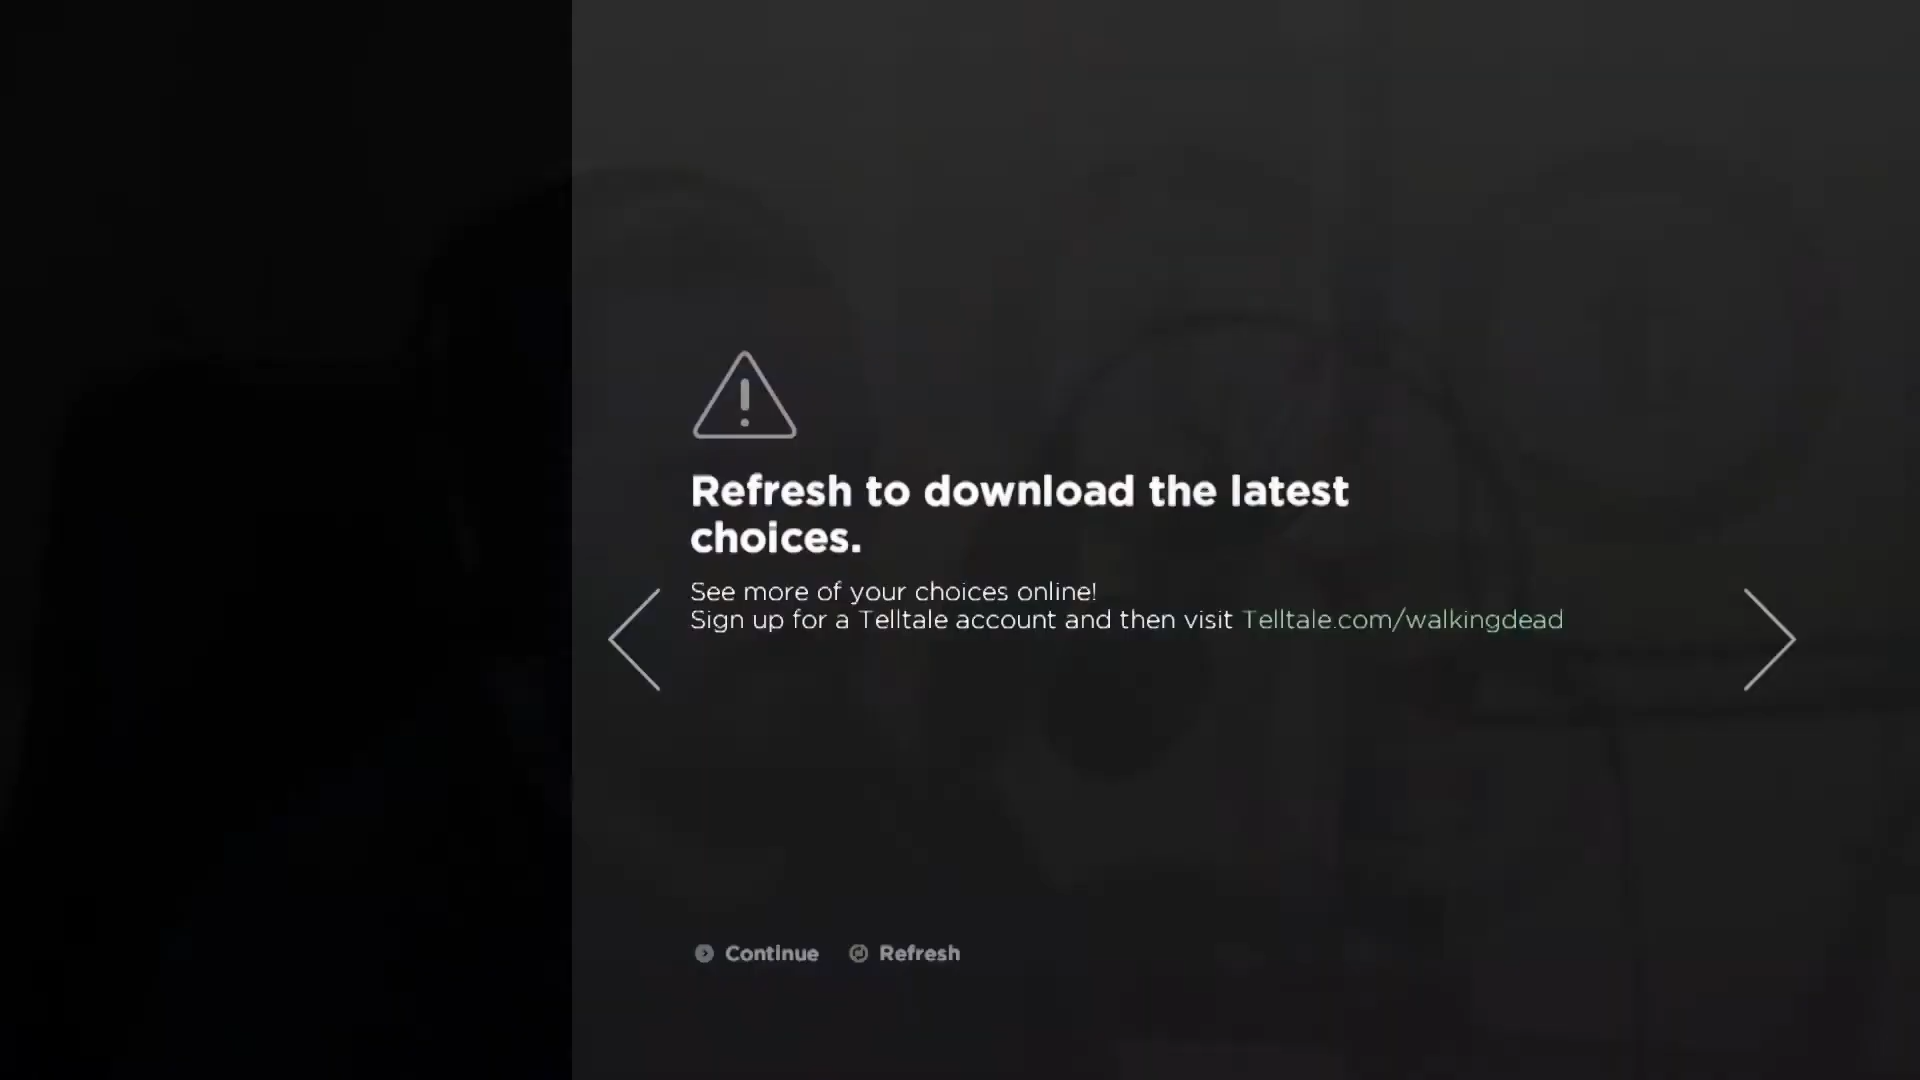 Refresh to download the latest
choices.
See more of your choices online!
Sign up for a Telltale account and then visit Telltale.com/walkingdead
Continue Refresh